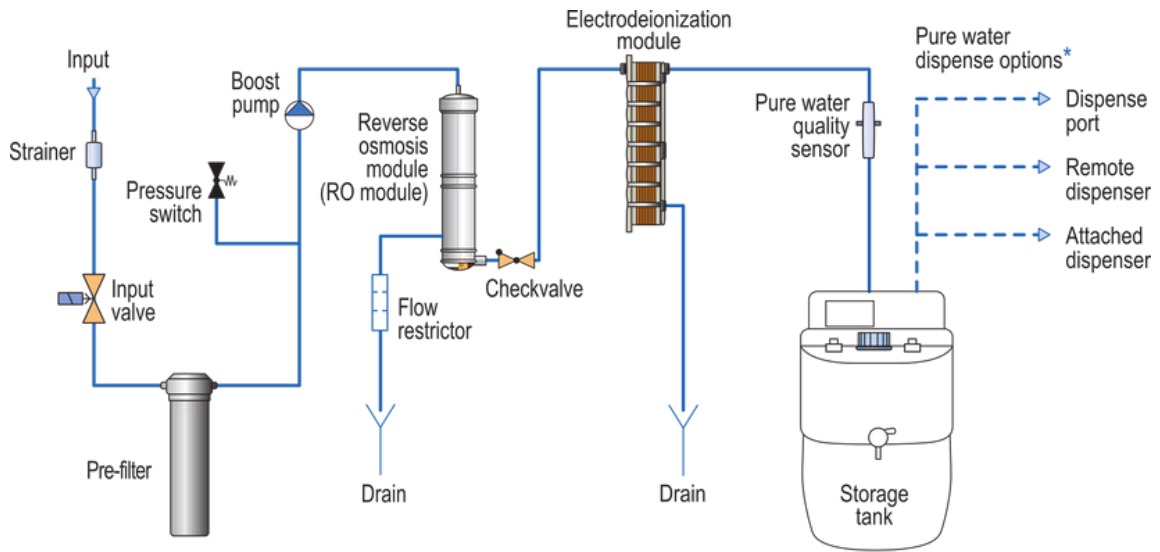 Input
Strainer
Input
valve
Pre-filter
Pressure
switch
Boost
pump
Reverse
osmosis
module
(RO module)
Flow
restrictor
Drain
Checkvalve
Electrodeionization
module
Drain
Pure water
quality
sensor
Storage
tank
Pure water
dispense options*
Dispense
port
Remote
dispenser
Attached
dispenser